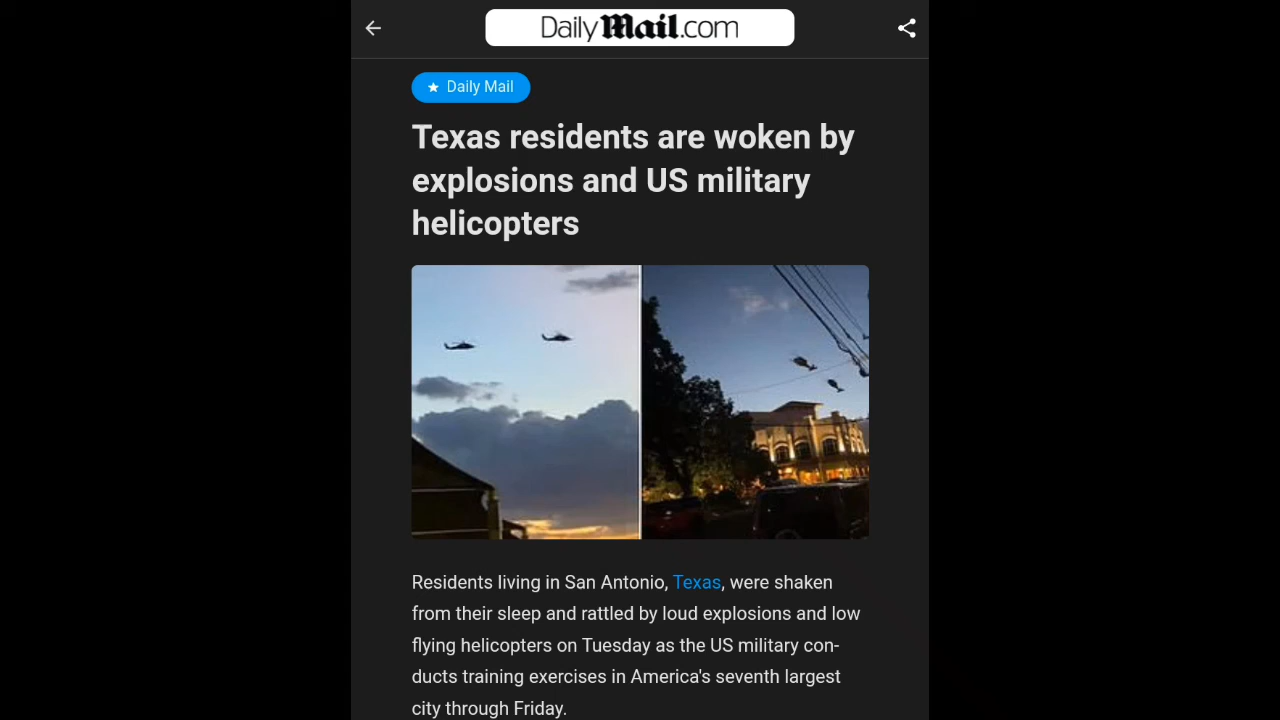 Daily Mail.com
Daily Mail
Texas residents are woken by
explosions and US military
helicopters
Residents living in San Antonio, Texas, were shaken
from their sleep and rattled by loud explosions and low
flying helicopters on Tuesday as the US military con-
ducts training exercises in America's seventh largest
city through Friday.